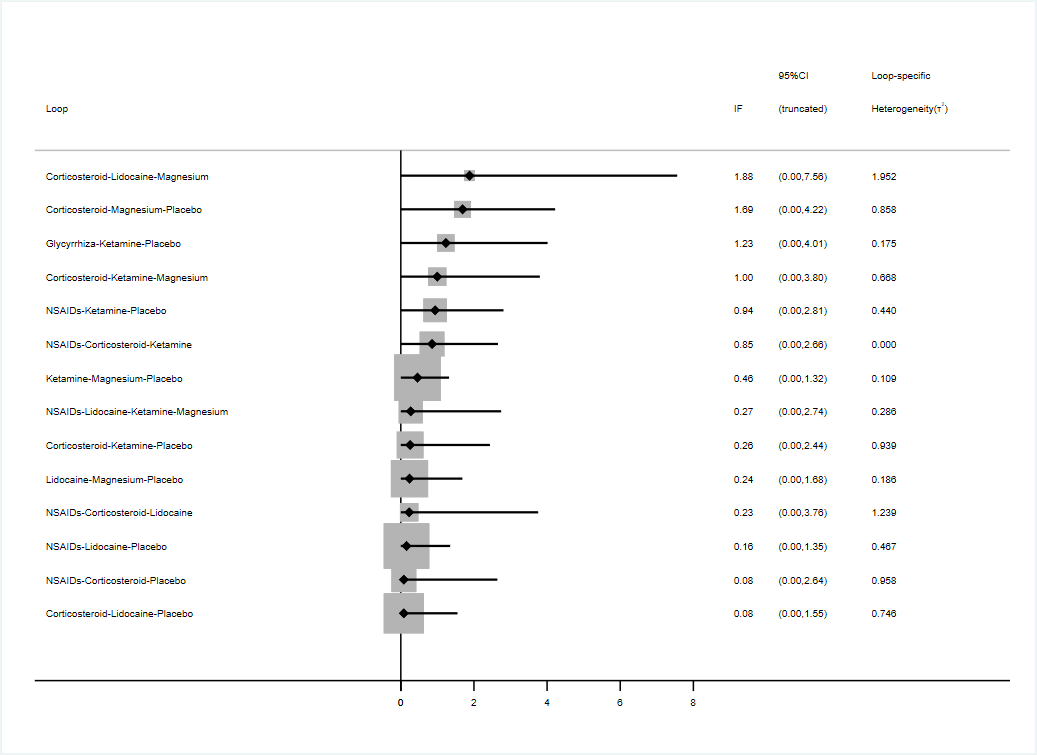 95%CI Loop-specific
Loop IF (truncated) Heterogeneity(τ²)
Corticosteroid-Lidocaine-Magnesium 1.88 (0.00,7.56) 1.952
Corticosteroid-Magnesium-Placebo 1.69 (0.00,4.22) 0.858
Glycyrrhiza-Ketamine-Placebo 1.23 (0.00,4.01) 0.175
Corticosteroid-Ketamine-Magnesium 1.00 (0.00,3.80) 0.668
NSAIDs-Ketamine-Placebo 0.94 (0.00,2.81) 0.440
NSAIDs-Corticosteroid-Ketamine 0.85 (0.00,2.66) 0.000
Ketamine-Magnesium-Placebo 0.46 (0.00,1.32) 0.109
NSAIDs-Lidocaine-Ketamine-Magnesium 0.27 (0.00,2.74) 0.286
Corticosteroid-Ketamine-Placebo 0.26 (0.00,2.44) 0.939
Lidocaine-Magnesium-Placebo 0.24 (0.00,1.68) 0.186
NSAIDs-Corticosteroid-Lidocaine 0.23 (0.00,3.76) 1.239
NSAIDs-Lidocaine-Placebo 0.16 (0.00,1.35) 0.467
NSAIDs-Corticosteroid-Placebo 0.08 (0.00,2.64) 0.958
Corticosteroid-Lidocaine-Placebo 0.08 (0.00,1.55) 0.746
0 2 4 6 8